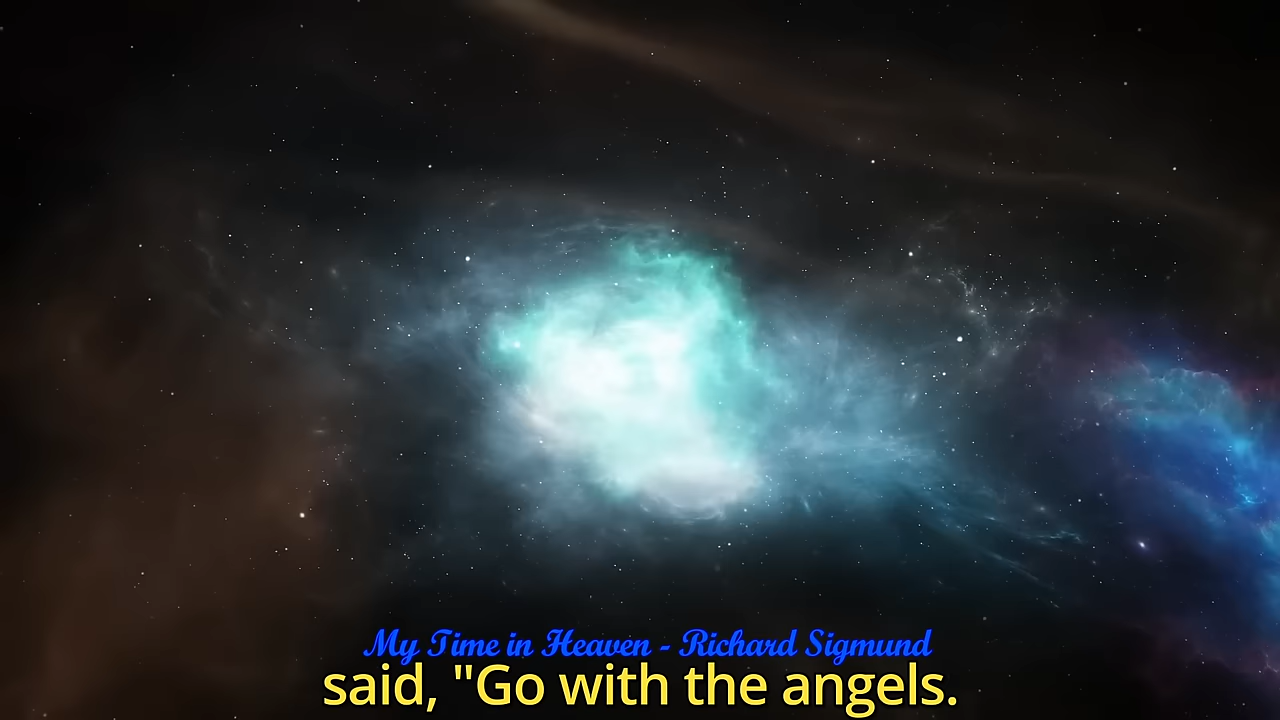 My Time in Heaven - Richard Sigmund
said, "Go with the angels.